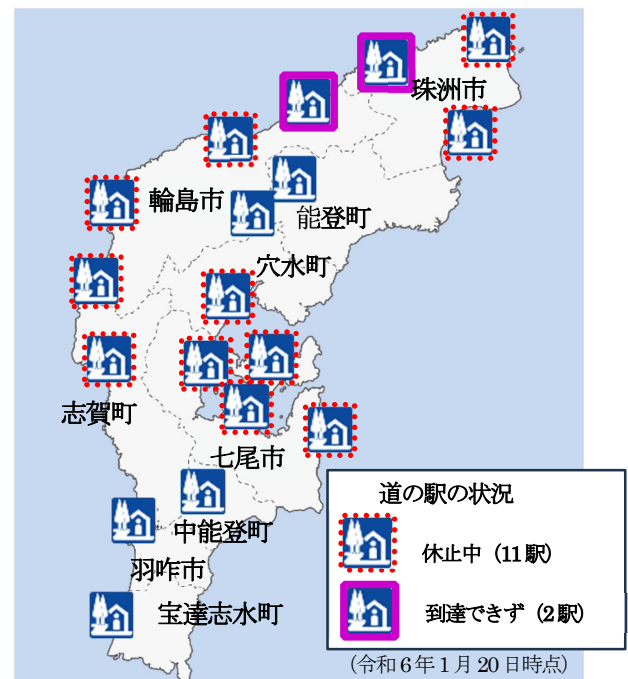 珠洲市
輪島市
能登町
穴水町
志賀町
七尾市
中能登町
羽咋市
宝達志水町
道の駅の状況
休止中（11駅）
到達できず（2駅）
（令和6年1月20日時点）